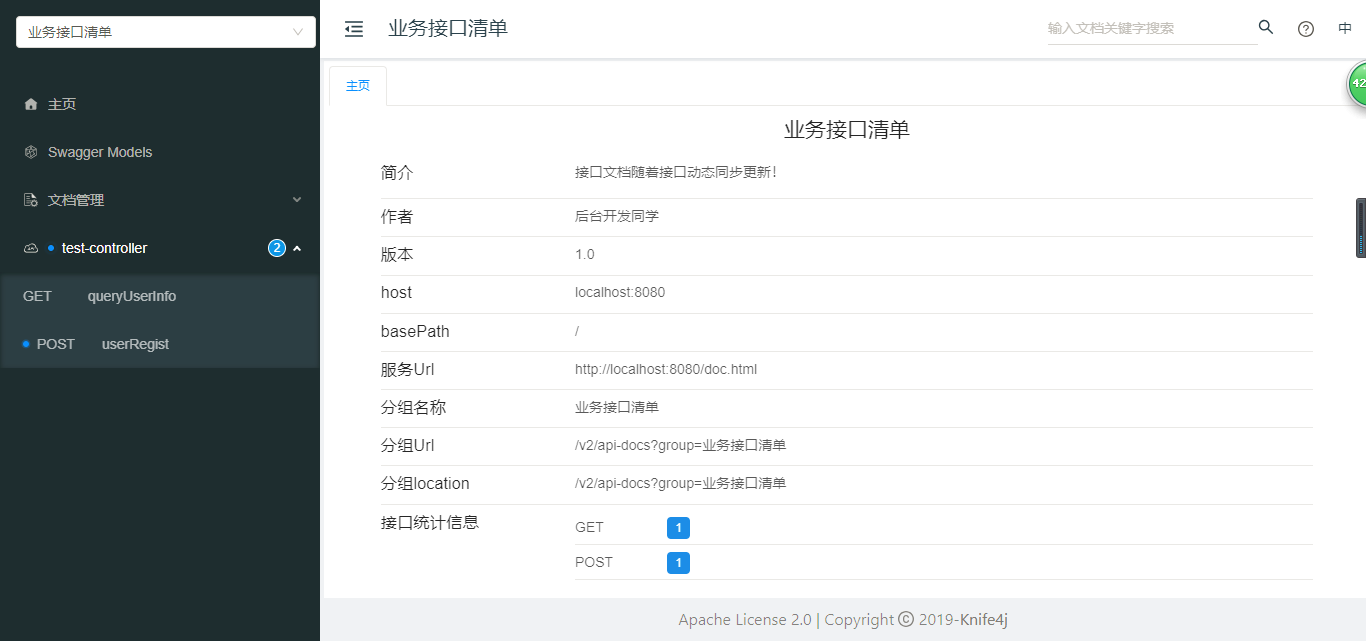 业务接口清单
主页
Swagger Models
文档管理
test-controller 2
GET queryUserInfo
POST userRegist
业务接口清单
输入文档关键字搜索
中
42
主页
业务接口清单
简介 接口文档随着接口动态同步更新!
作者 后台开发同学
版本 1.0
host localhost:8080
basePath /
服务Url http://localhost:8080/doc.html
分组名称 业务接口清单
分组Url /v2/api-docs?group=业务接口清单
分组location /v2/api-docs?group=业务接口清单
接口统计信息 GET 1
POST 1
Apache License 2.0 | Copyright © 2019-Knife4j